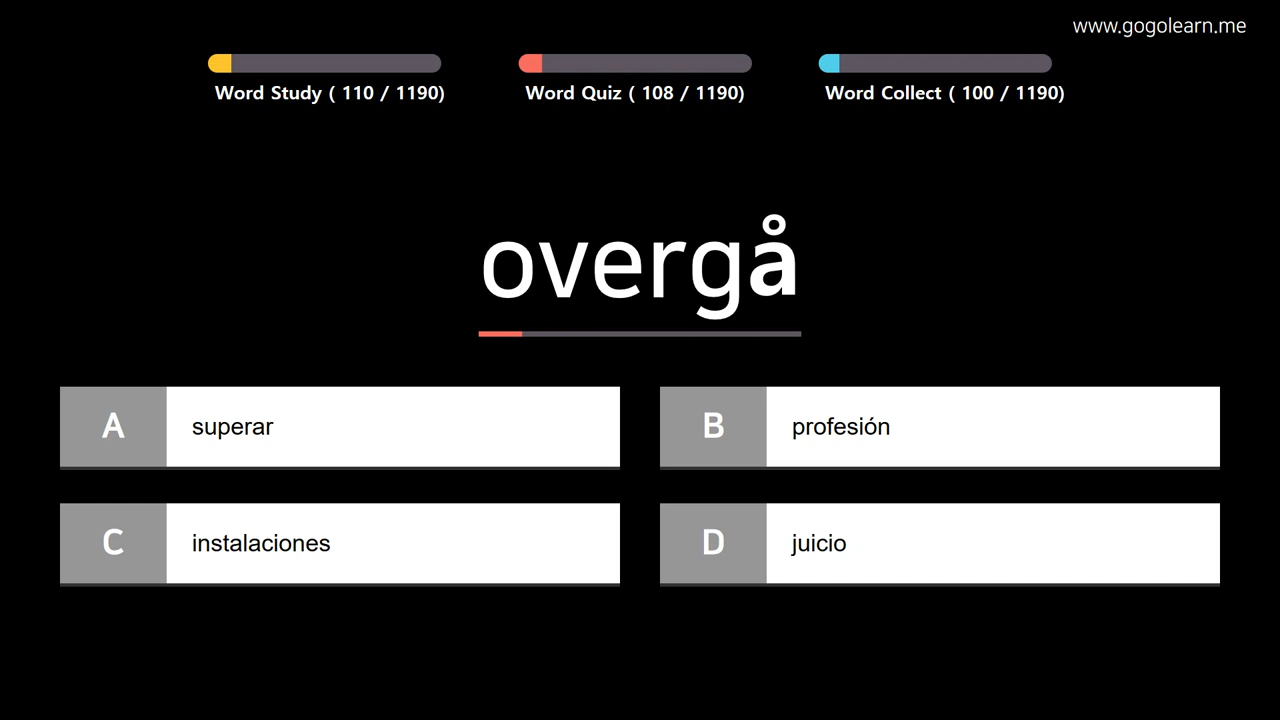 www.gogolearn.me
Word Study ( 110 / 1190)
Word Quiz ( 108 / 1190)
Word Collect ( 100 / 1190)
overgå
A superar
B profesión
C instalaciones
D juicio